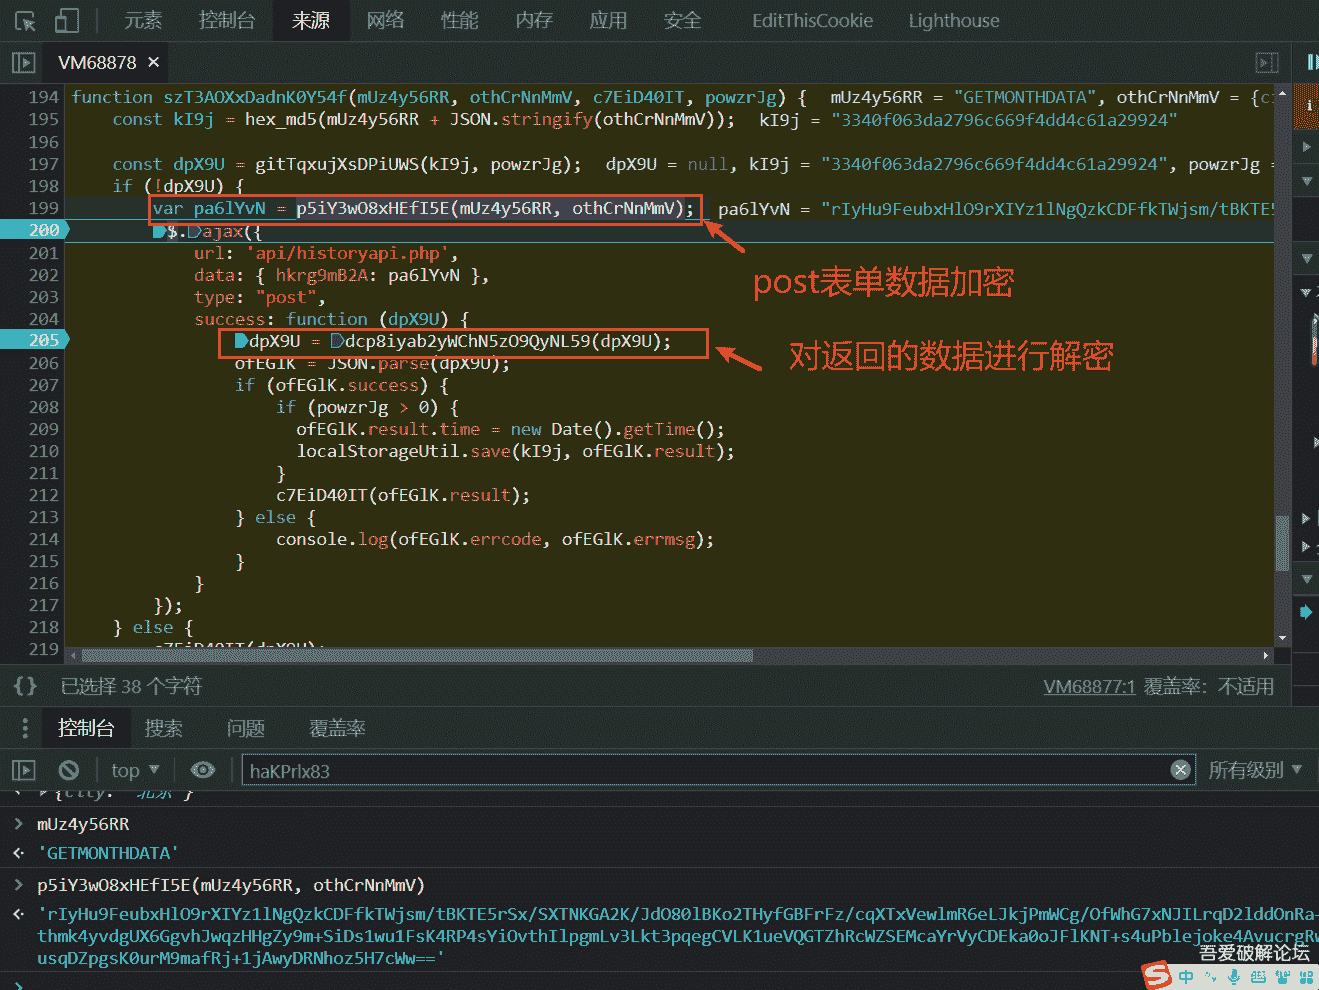 元素 控制台 来源 网络 性能 内存 应用 安全 EditThisCookie Lighthouse
VM68878 ×
194 function szT3AOXxDadnK0Y54f(mUz4y56RR, othCrNnMmV, c7EiD40IT, powzrJg) { mUz4y56RR = "GETMONTHDATA", othCrNnMmV = {c
195 const kI9j = hex_md5(mUz4y56RR + JSON.stringify(othCrNnMmV)); kI9j = "3340f063da2796c669f4dd4c61a29924"
196
197 const dpX9U = gitTqxujXsDPiUWS(kI9j, powzrJg); dpX9U = null, kI9j = "3340f063da2796c669f4dd4c61a29924", powzrJg =
198 if (!dpX9U) {
199 var pa6lYvN = p5iY3wO8xHEfI5E(mUz4y56RR, othCrNnMmV); pa6lYvN = "rIyHu9FeubxHlO9rXIYz1lNgQzkCDFfkTWjsm/tBKTE5
200 $.ajax({
201 url: 'api/historyapi.php',
202 data: { hkrg9mB2A: pa6lYvN },
post表单数据加密
203 type: "post",
204 success: function (dpX9U) {
205 dpX9U = dcp8iyab2yWChN5zO9QyNL59(dpX9U);
对返回的数据进行解密
206 ofEGlK = JSON.parse(dpX9U);
207 if (ofEGlK.success) {
208 if (powzrJg > 0) {
209 ofEGlK.result.time = new Date().getTime();
210 localStorageUtil.save(kI9j, ofEGlK.result);
211 }
212 c7EiD40IT(ofEGlK.result);
213 } else {
214 console.log(ofEGlK.errcode, ofEGlK.errmsg);
215 }
216 }
217 });
218 } else {
219 c7EiD40IT(dpX9U);
{} 已选择 38 个字符 VM68877:1 覆盖率: 不适用
控制台 搜索 问题 覆盖率
top haKPrlx83 所有级别
{city: '北京'}
> mUz4y56RR
'GETMONTHDATA'
> p5iY3wO8xHEfI5E(mUz4y56RR, othCrNnMmV)
'rIyHu9FeubxHlO9rXIYz1lNgQzkCDFfkTWjsm/tBKTE5rSx/SXTNKGA2K/JdO80lBKo2THyfGBFrFz/cqXTxVewlmR6eLJkjPmWCg/OfWhG7xNJILrqD2lddOnRa
thmk4yvdgUX6GgvhJwqzHHgZy9m+SiDs1wu1FsK4RP4sYiOvthIlpgmLv3Lkt3pqegCVLK1ueVQGTZhRcWZSEMcaYrVyCDEka0oJFlKNT+s4uPblejoke4AvucrgRw
usqDZpgsK0urM9mafRj+1jAwyDRNhoz5H7cWw=='
吾爱破解论坛
中